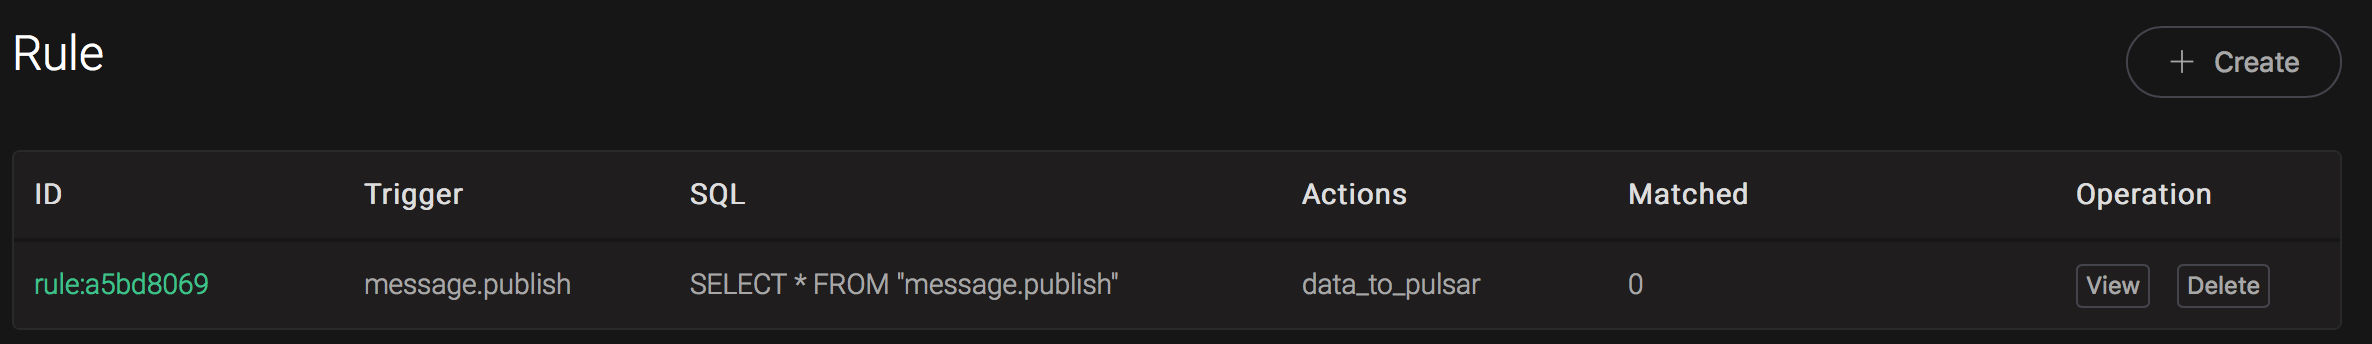 Rule
+ Create
ID Trigger SQL Actions Matched Operation
rule:a5bd8069 message.publish SELECT * FROM "message.publish" data_to_pulsar 0 View Delete